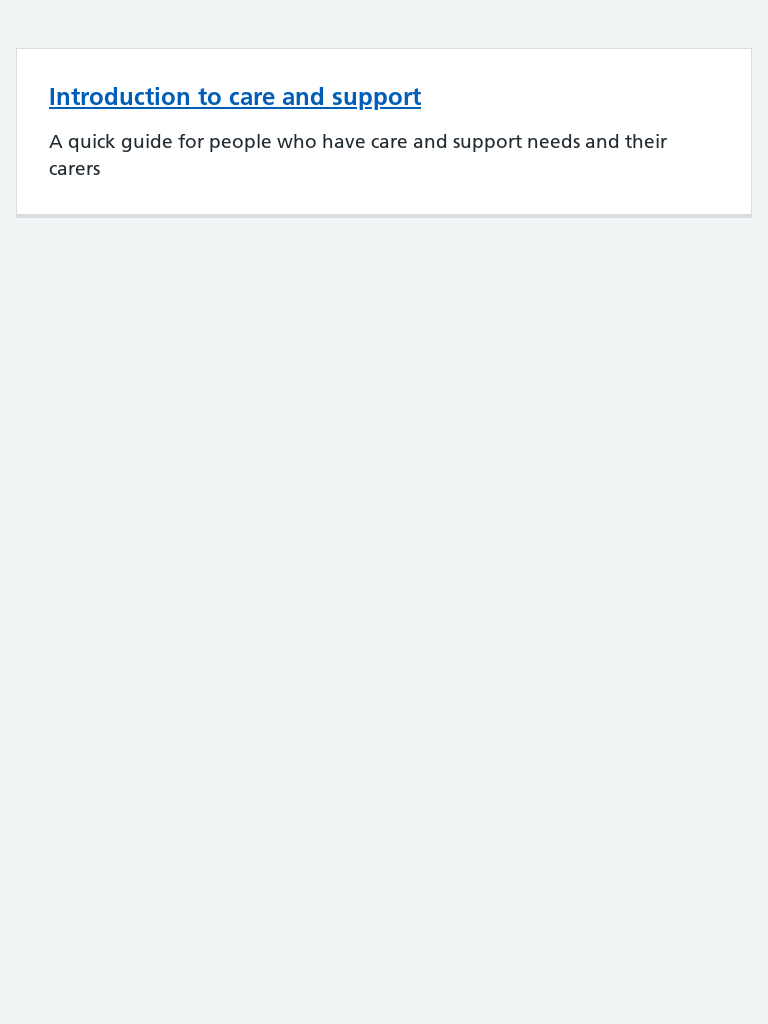 Introduction to care and support
A quick guide for people who have care and support needs and their
carers